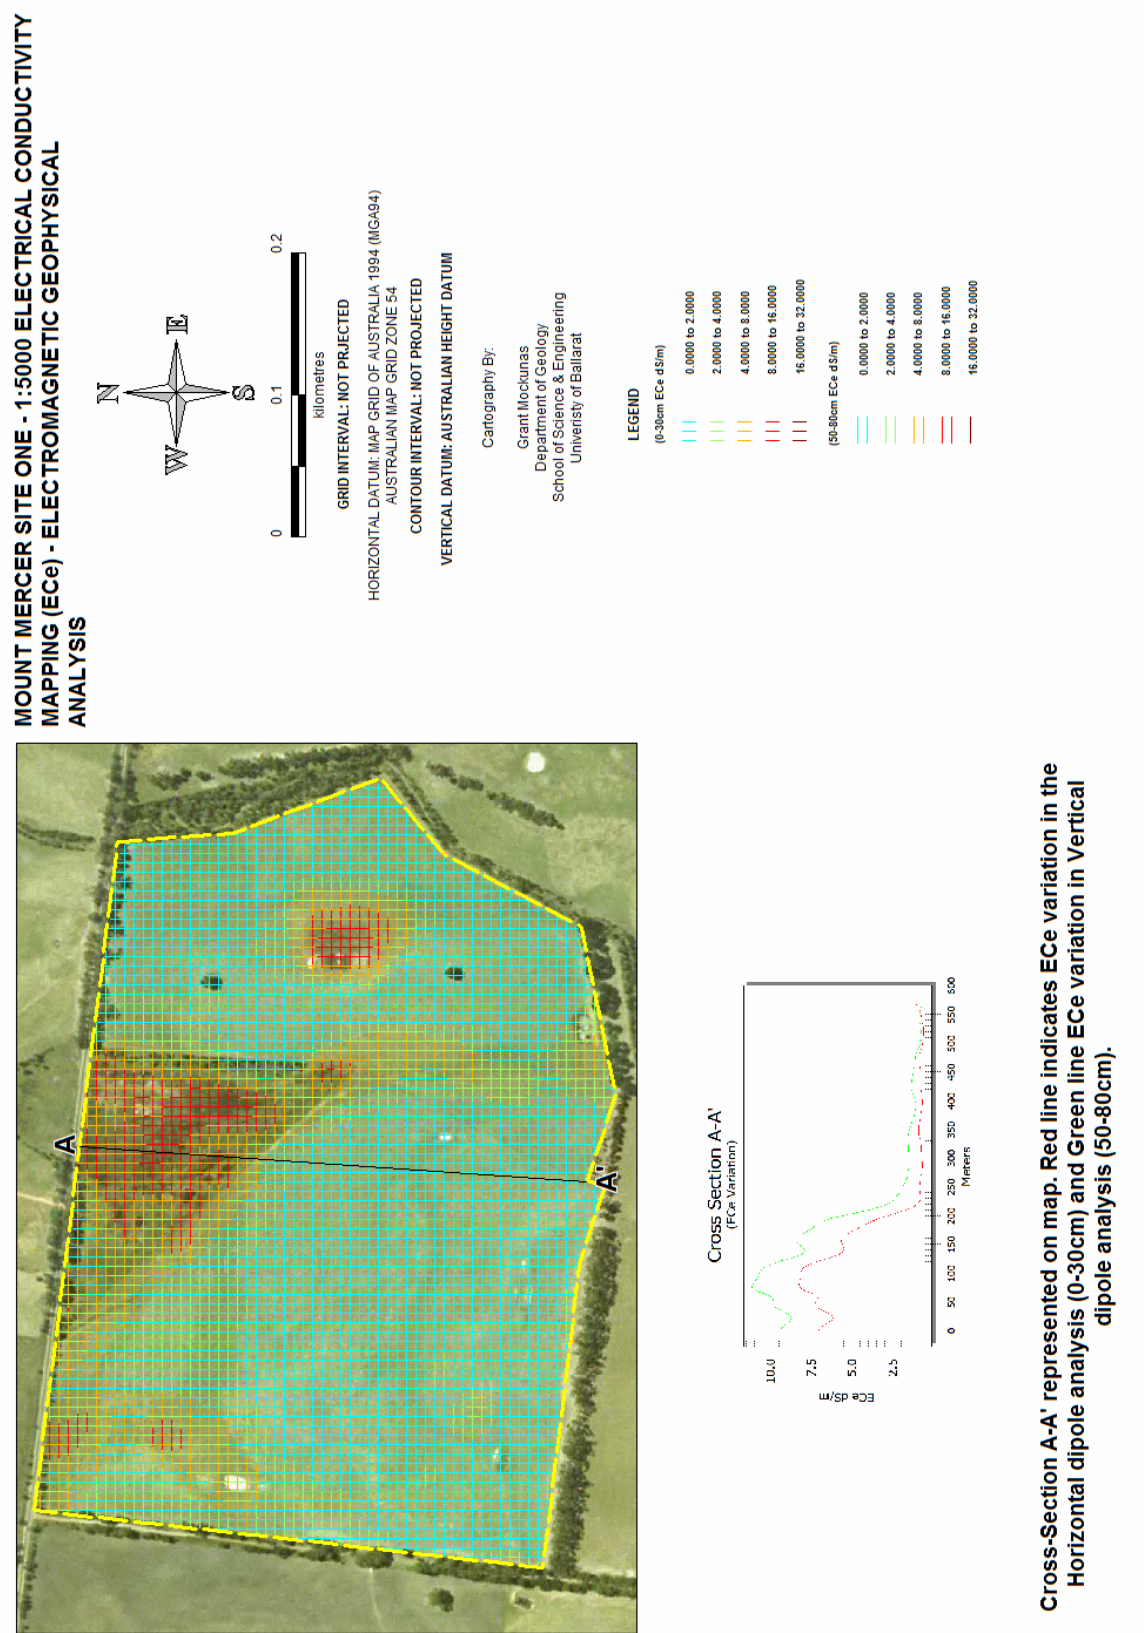 MOUNT MERCER SITE ONE - 1:5000 ELECTRICAL CONDUCTIVITY
MAPPING (ECe) - ELECTROMAGNETIC GEOPHYSICAL
ANALYSIS
N
W
E
S
0
0.1
0.2
kilometres
GRID INTERVAL: NOT PRJECTED
HORIZONTAL DATUM: MAP GRID OF AUSTRALIA 1994 (MGA94)
AUSTRALIAN MAP GRID ZONE 54
CONTOUR INTERVAL: NOT PROJECTED
VERTICAL DATUM: AUSTRALIAN HEIGHT DATUM
Cartography By:
Grant Mockunas
Department of Geology
School of Science & Engineering
Univeristy of Ballarat
LEGEND
(0-30cm ECe dS/m)
0.0000 to 2.0000
2.0000 to 4.0000
4.0000 to 8.0000
8.0000 to 16.0000
16.0000 to 32.0000
(50-80cm ECe dS/m)
0.0000 to 2.0000
2.0000 to 4.0000
4.0000 to 8.0000
8.0000 to 16.0000
16.0000 to 32.0000
A
A'
Cross Section A-A'
(ECe Variation)
10.0
7.5
5.0
2.5
ECe dS/m
0
50
100
150
200
250
300
350
400
450
500
550
600
Meters
Cross-Section A-A' represented on map. Red line indicates ECe variation in the
Horizontal dipole analysis (0-30cm) and Green line ECe variation in Vertical
dipole analysis (50-80cm).